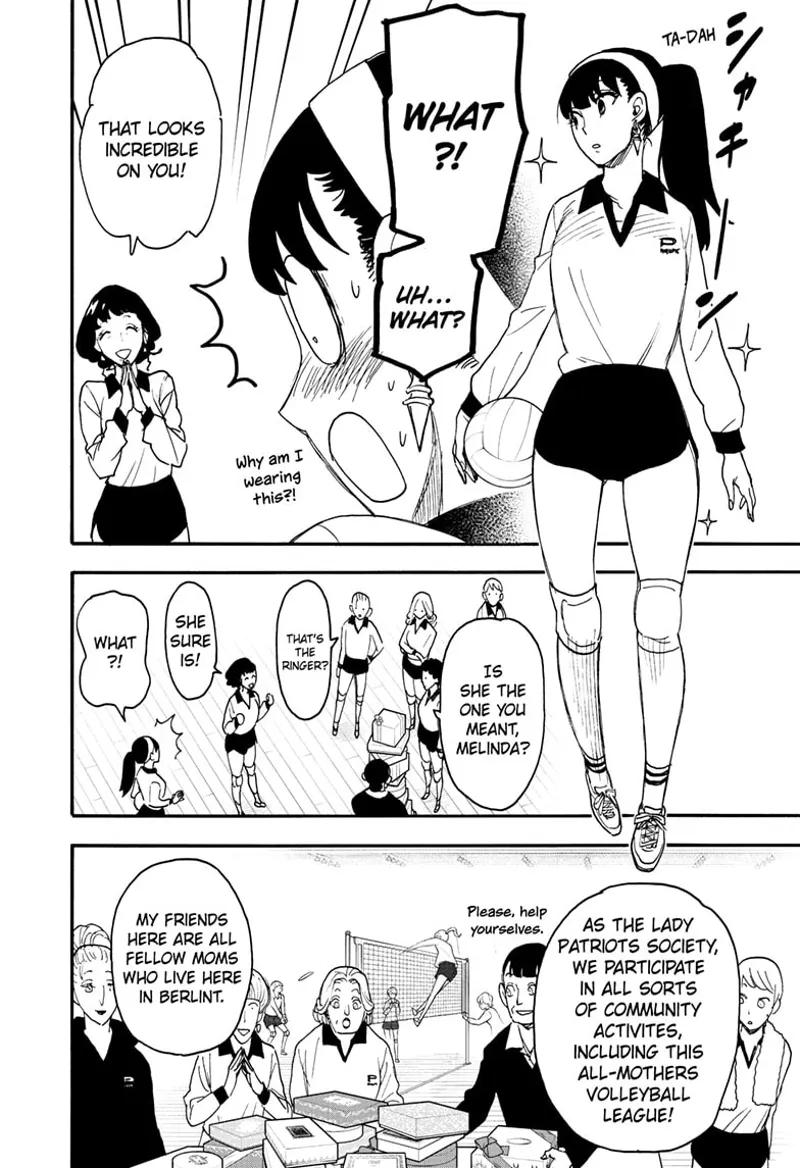 TA-DAH
シャキーン
WHAT
?!
UH...
WHAT?
THAT LOOKS
INCREDIBLE
ON YOU!
Why am I
wearing
this?!
P
IS
SHE THE
ONE YOU
MEANT,
MELINDA?
THAT'S
THE
RINGER?
SHE
SURE
IS!
WHAT
?!
AS THE LADY
PATRIOTS SOCIETY,
WE PARTICIPATE
IN ALL SORTS
OF COMMUNITY
ACTIVITES,
INCLUDING THIS
ALL-MOTHERS
VOLLEYBALL
LEAGUE!
Please, help
yourselves.
MY FRIENDS
HERE ARE ALL
FELLOW MOMS
WHO LIVE HERE
IN BERLINT.